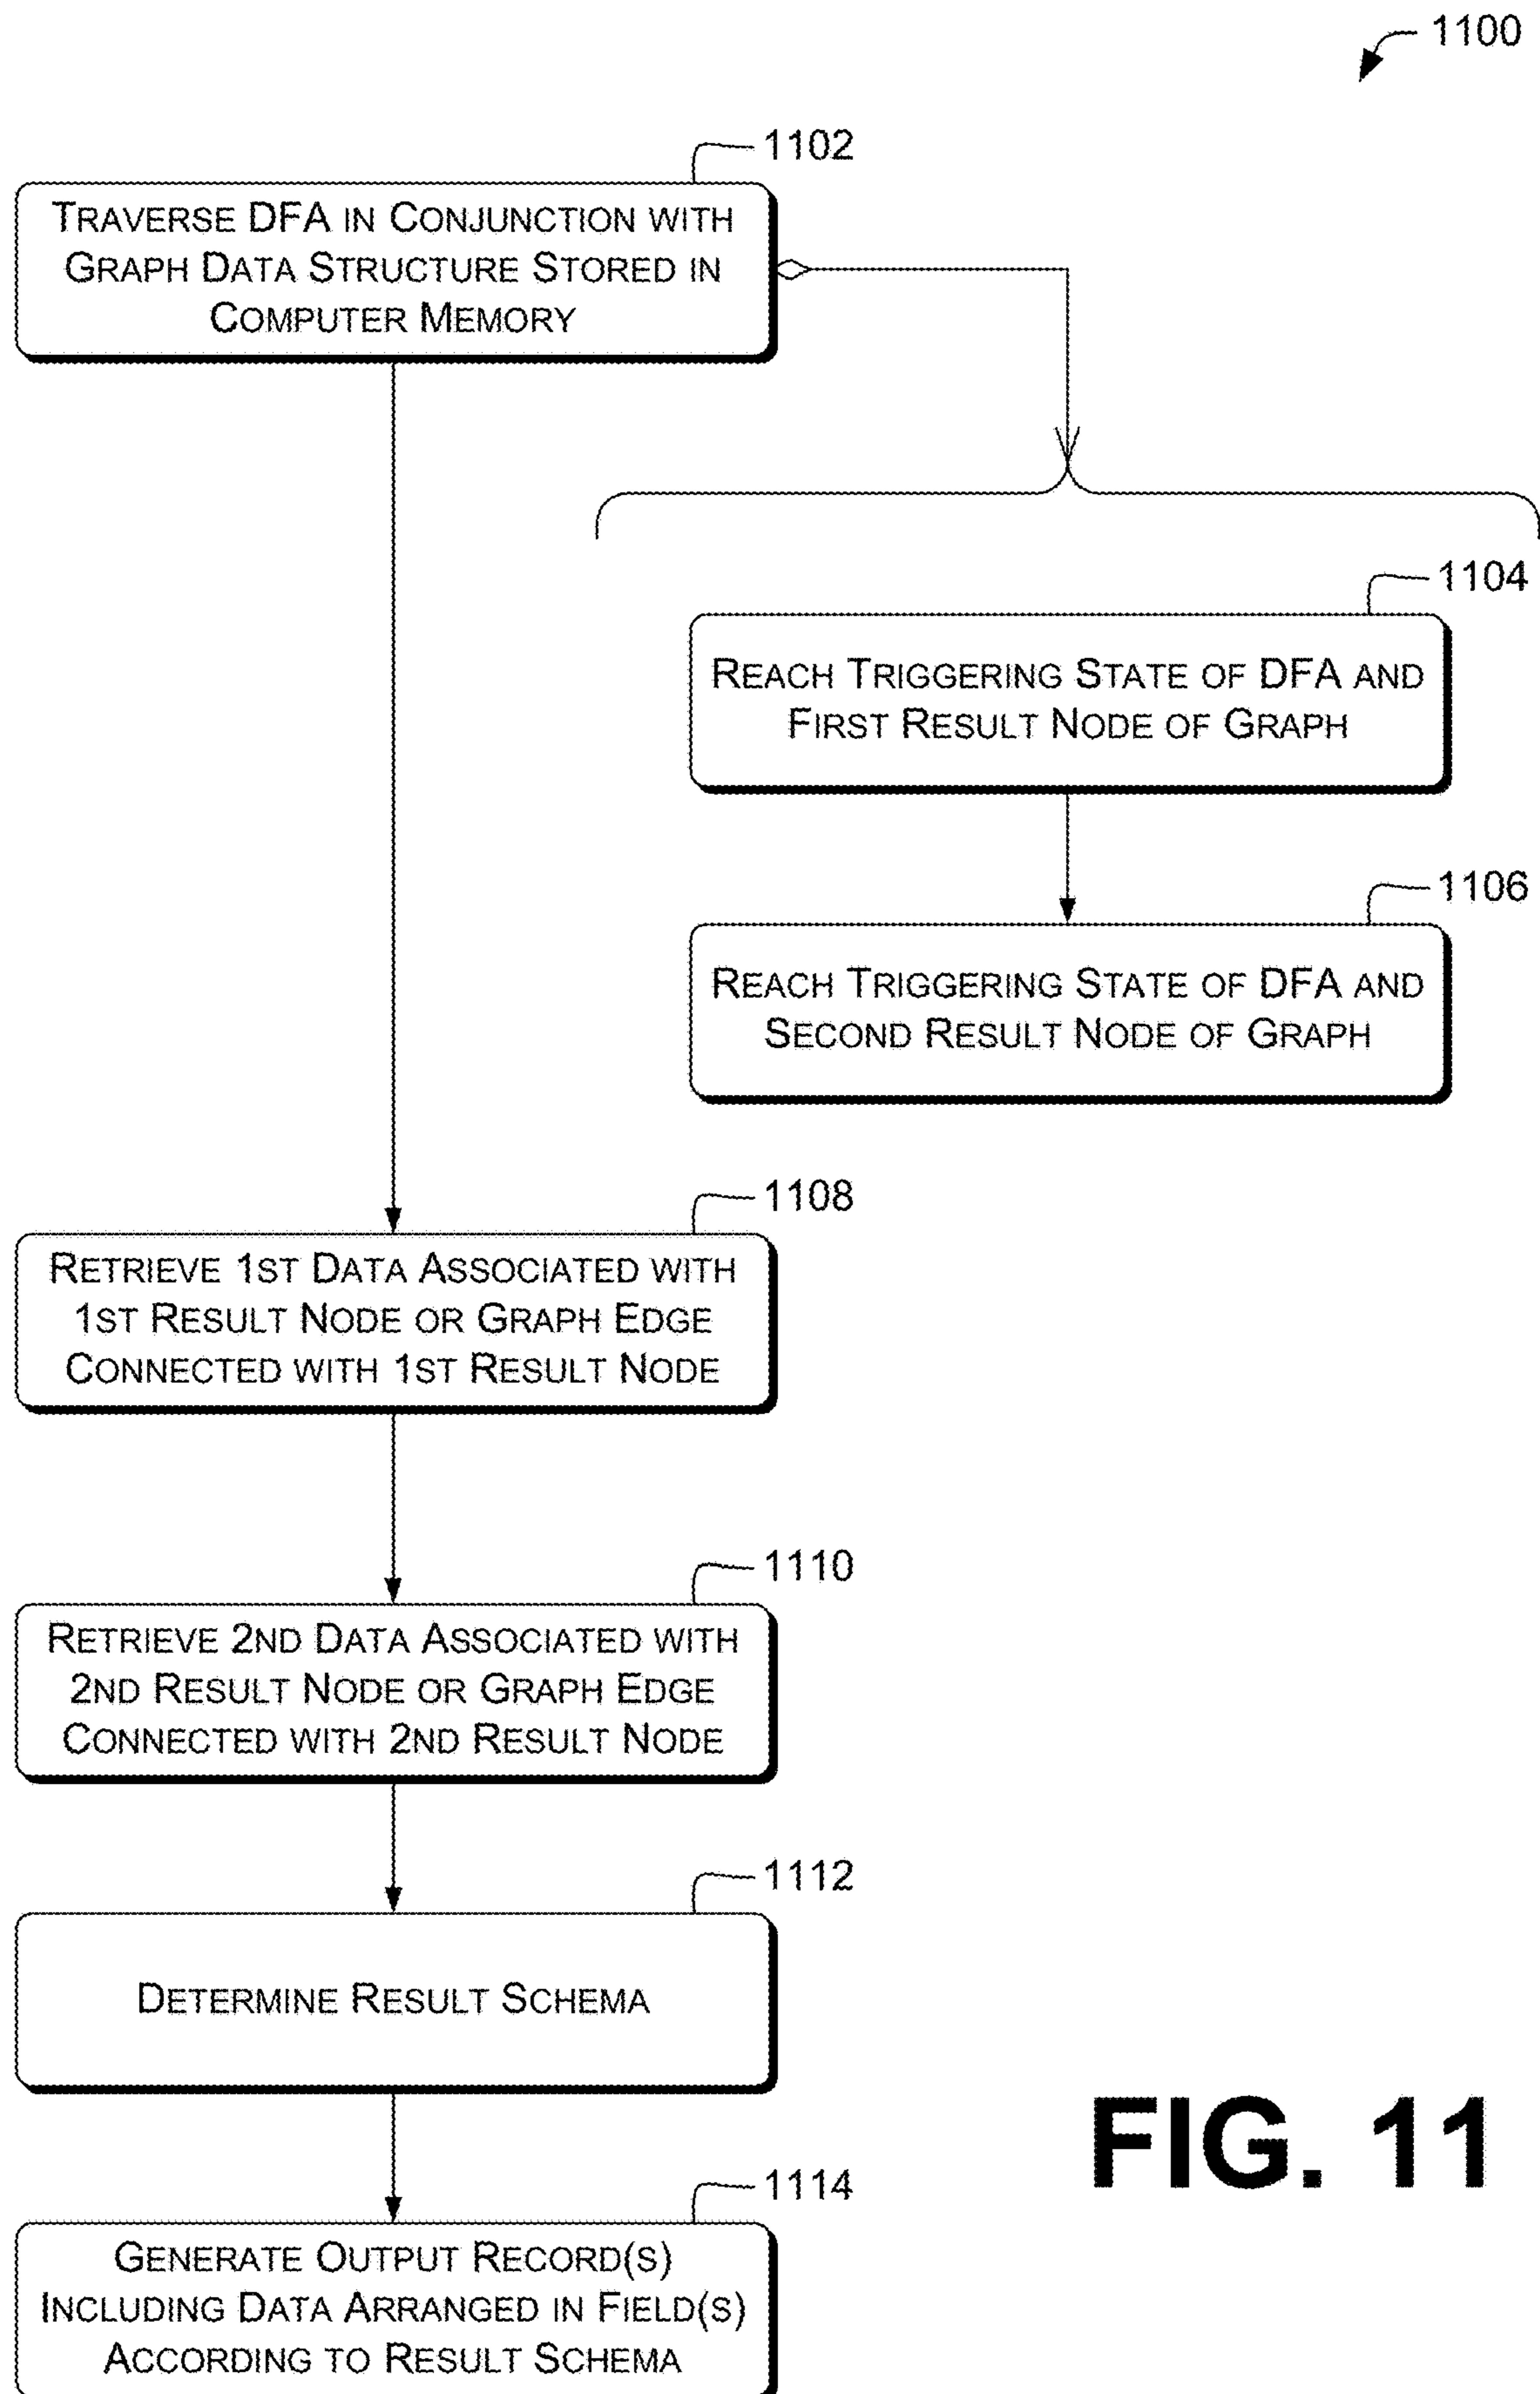 1100
1102
TRAVERSE DFA IN CONJUNCTION WITH
GRAPH DATA STRUCTURE STORED IN
COMPUTER MEMORY
1104
REACH TRIGGERING STATE OF DFA AND
FIRST RESULT NODE OF GRAPH
1106
REACH TRIGGERING STATE OF DFA AND
SECOND RESULT NODE OF GRAPH
1108
RETRIEVE 1ST DATA ASSOCIATED WITH
1ST RESULT NODE OR GRAPH EDGE
CONNECTED WITH 1ST RESULT NODE
1110
RETRIEVE 2ND DATA ASSOCIATED WITH
2ND RESULT NODE OR GRAPH EDGE
CONNECTED WITH 2ND RESULT NODE
1112
DETERMINE RESULT SCHEMA
1114
GENERATE OUTPUT RECORD(S)
INCLUDING DATA ARRANGED IN FIELD(S)
ACCORDING TO RESULT SCHEMA
FIG. 11